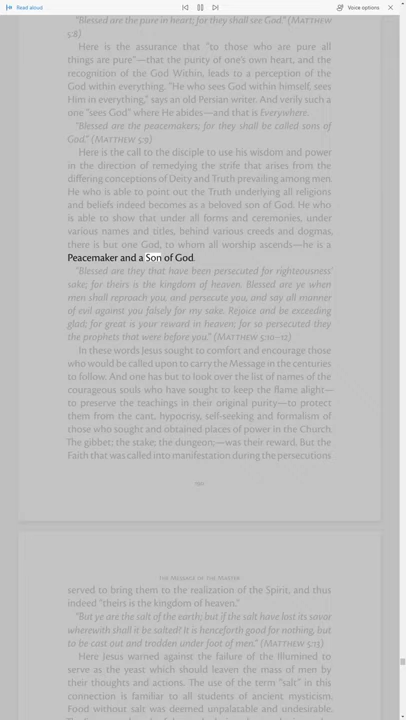 Read aloud
Voice options
"Blessed are the pure in heart; for they shall see God." (Matthew
5:8)
Here is the assurance that "to those who are pure all
things are pure"—that the purity of one's own heart, and the
recognition of the God Within, leads to a perception of the
God within everything. "He who sees God within himself, sees
Him in everything," says an old Persian writer. And verily such a
one "sees God" where He abides—and that is Everywhere.
"Blessed are the peacemakers; for they shall be called sons of
God." (Matthew 5:9)
Here is the call to the disciple to use his wisdom and power
in the direction of remedying the strife that arises from the
differing conceptions of Deity and Truth prevailing among men.
He who is able to point out the Truth underlying all religions
and beliefs indeed becomes as a beloved son of God. He who
is able to show that under all forms and ceremonies, under
various names and titles, behind various creeds and dogmas,
there is but one God, to whom all worship ascends—he is a
Peacemaker and a Son of God.
"Blessed are they that have been persecuted for righteousness'
sake; for theirs is the kingdom of heaven. Blessed are ye when
men shall reproach you, and persecute you, and say all manner
of evil against you falsely for my sake. Rejoice and be exceeding
glad; for great is your reward in heaven; for so persecuted they
the prophets that were before you." (Matthew 5:10–12)
In these words Jesus sought to comfort and encourage those
who would be called upon to carry the Message in the centuries
to follow. And one has but to look over the list of names of the
courageous souls who have sought to keep the flame alight—
to preserve the teachings in their original purity—to protect
them from the cant, hypocrisy, self-seeking and formalism of
those who sought and obtained places of power in the Church.
The gibbet; the stake; the dungeon;—was their reward. But the
Faith that was called into manifestation during the persecutions
The Message of the Master
served to bring them to the realization of the Spirit, and thus
indeed "theirs is the kingdom of heaven."
"But ye are the salt of the earth; but if the salt have lost its savor
wherewith shall it be salted? It is henceforth good for nothing, but
to be cast out and trodden under foot of men." (Matthew 5:13)
Here Jesus warned against the failure of the Illumined to
serve as the yeast which should leaven the mass of men by
their thoughts and actions. The use of the term "salt" in this
connection is familiar to all students of ancient mysticism.
Food without salt was deemed unpalatable and undesirable.